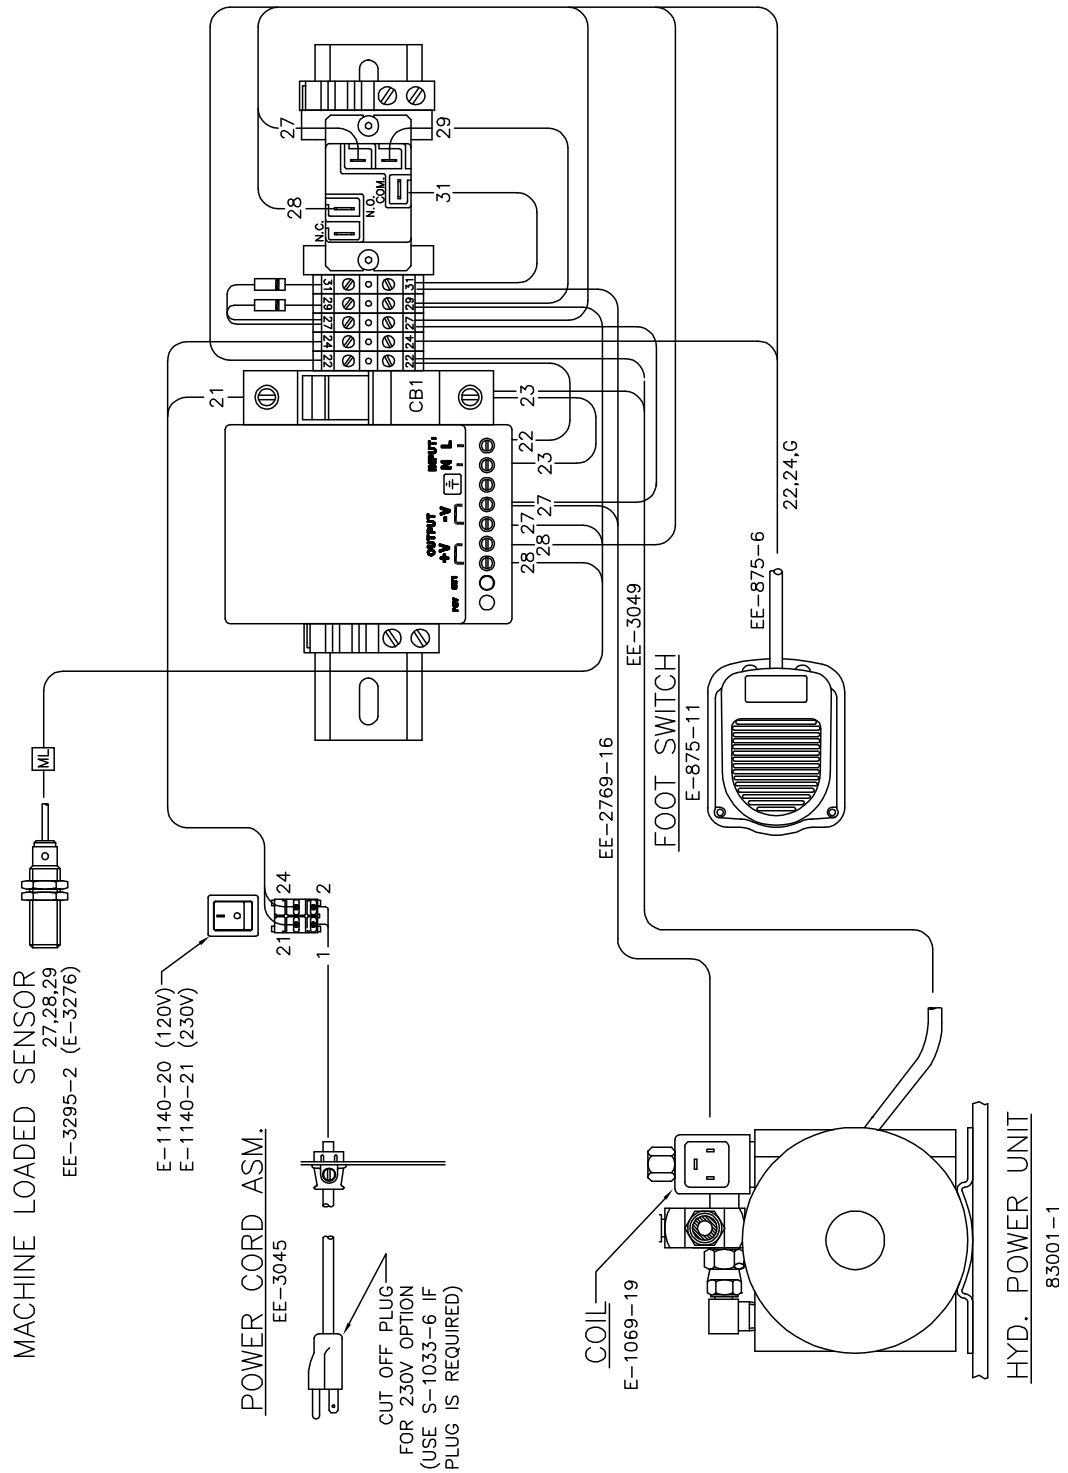 MACHINE LOADED SENSOR
27,28,29
EE-3295-2 (E-3276)
ML
E-1140-20 (120V)
E-1140-21 (230V)
21
24
1
2
POWER CORD ASM.
EE-3045
CUT OFF PLUG
FOR 230V OPTION
(USE S-1033-6 IF
PLUG IS REQUIRED)
COIL
E-1069-19
HYD. POWER UNIT
83001-1
FOOT SWITCH
E-875-11
EE-875-6
22,24,G
EE-3049
EE-2769-16
21
CB1
23
22
23
27
27
28
28
INPUT:
N L
OUTPUT
+V -V
22
24
27
29
31
22
24
27
29
31
N.C.
N.O.
COM.
28
27
29
31